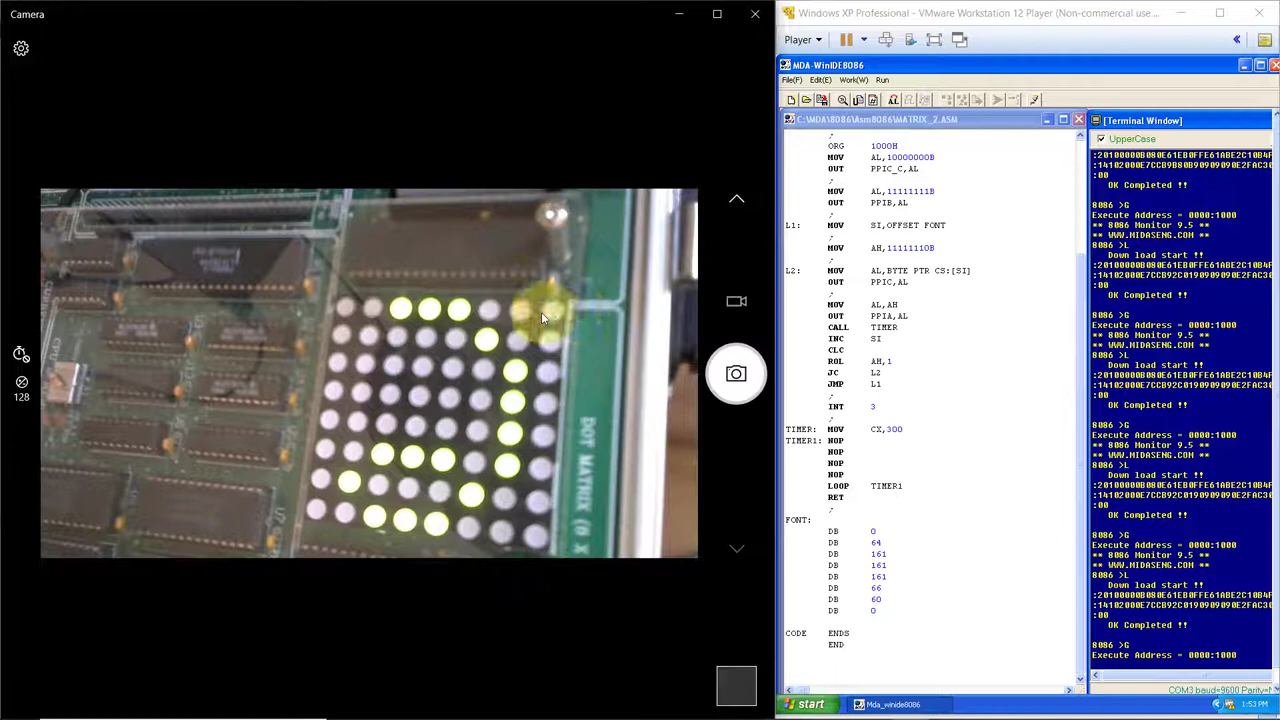 Camera
128
DOT MATRIX (8 X
Windows XP Professional - VMware Workstation 12 Player (Non-commercial use ...
Player
MDA-WinIDE8086
File(F) Edit(E) Work(W) Run
C:\MDA\8086\Asm8086\MATRIX_2.ASM
;
ORG 1000H
MOV AL,10000000B
OUT PPIC_C,AL
;
MOV AL,11111111B
OUT PPIB,AL
;
L1: MOV SI,OFFSET FONT
;
MOV AH,11111110B
;
L2: MOV AL,BYTE PTR CS:[SI]
OUT PPIC,AL
;
MOV AL,AH
OUT PPIA,AL
CALL TIMER
INC SI
CLC
ROL AH,1
JC L2
JMP L1
;
INT 3
;
TIMER: MOV CX,300
TIMER1: NOP
NOP
NOP
NOP
LOOP TIMER1
RET
;
FONT:
DB 0
DB 64
DB 161
DB 161
DB 161
DB 66
DB 60
DB 0
CODE ENDS
END
[Terminal Window]
UpperCase
:00
OK Completed !!
8086 >G
Execute Address = 0000:1000
** 8086 Monitor 9.5 **
** WWW.MIDASENG.COM **
8086 >L
Down load start !!
:00
OK Completed !!
8086 >G
Execute Address = 0000:1000
** 8086 Monitor 9.5 **
** WWW.MIDASENG.COM **
8086 >L
Down load start !!
:00
OK Completed !!
8086 >G
Execute Address = 0000:1000
** 8086 Monitor 9.5 **
** WWW.MIDASENG.COM **
8086 >L
Down load start !!
:00
OK Completed !!
8086 >G
Execute Address = 0000:1000
** 8086 Monitor 9.5 **
** WWW.MIDASENG.COM **
8086 >L
Down load start !!
:00
OK Completed !!
8086 >G
Execute Address = 0000:1000
COM3 baud=9600 Parity=
start
Mda_winide8086
1:53 PM